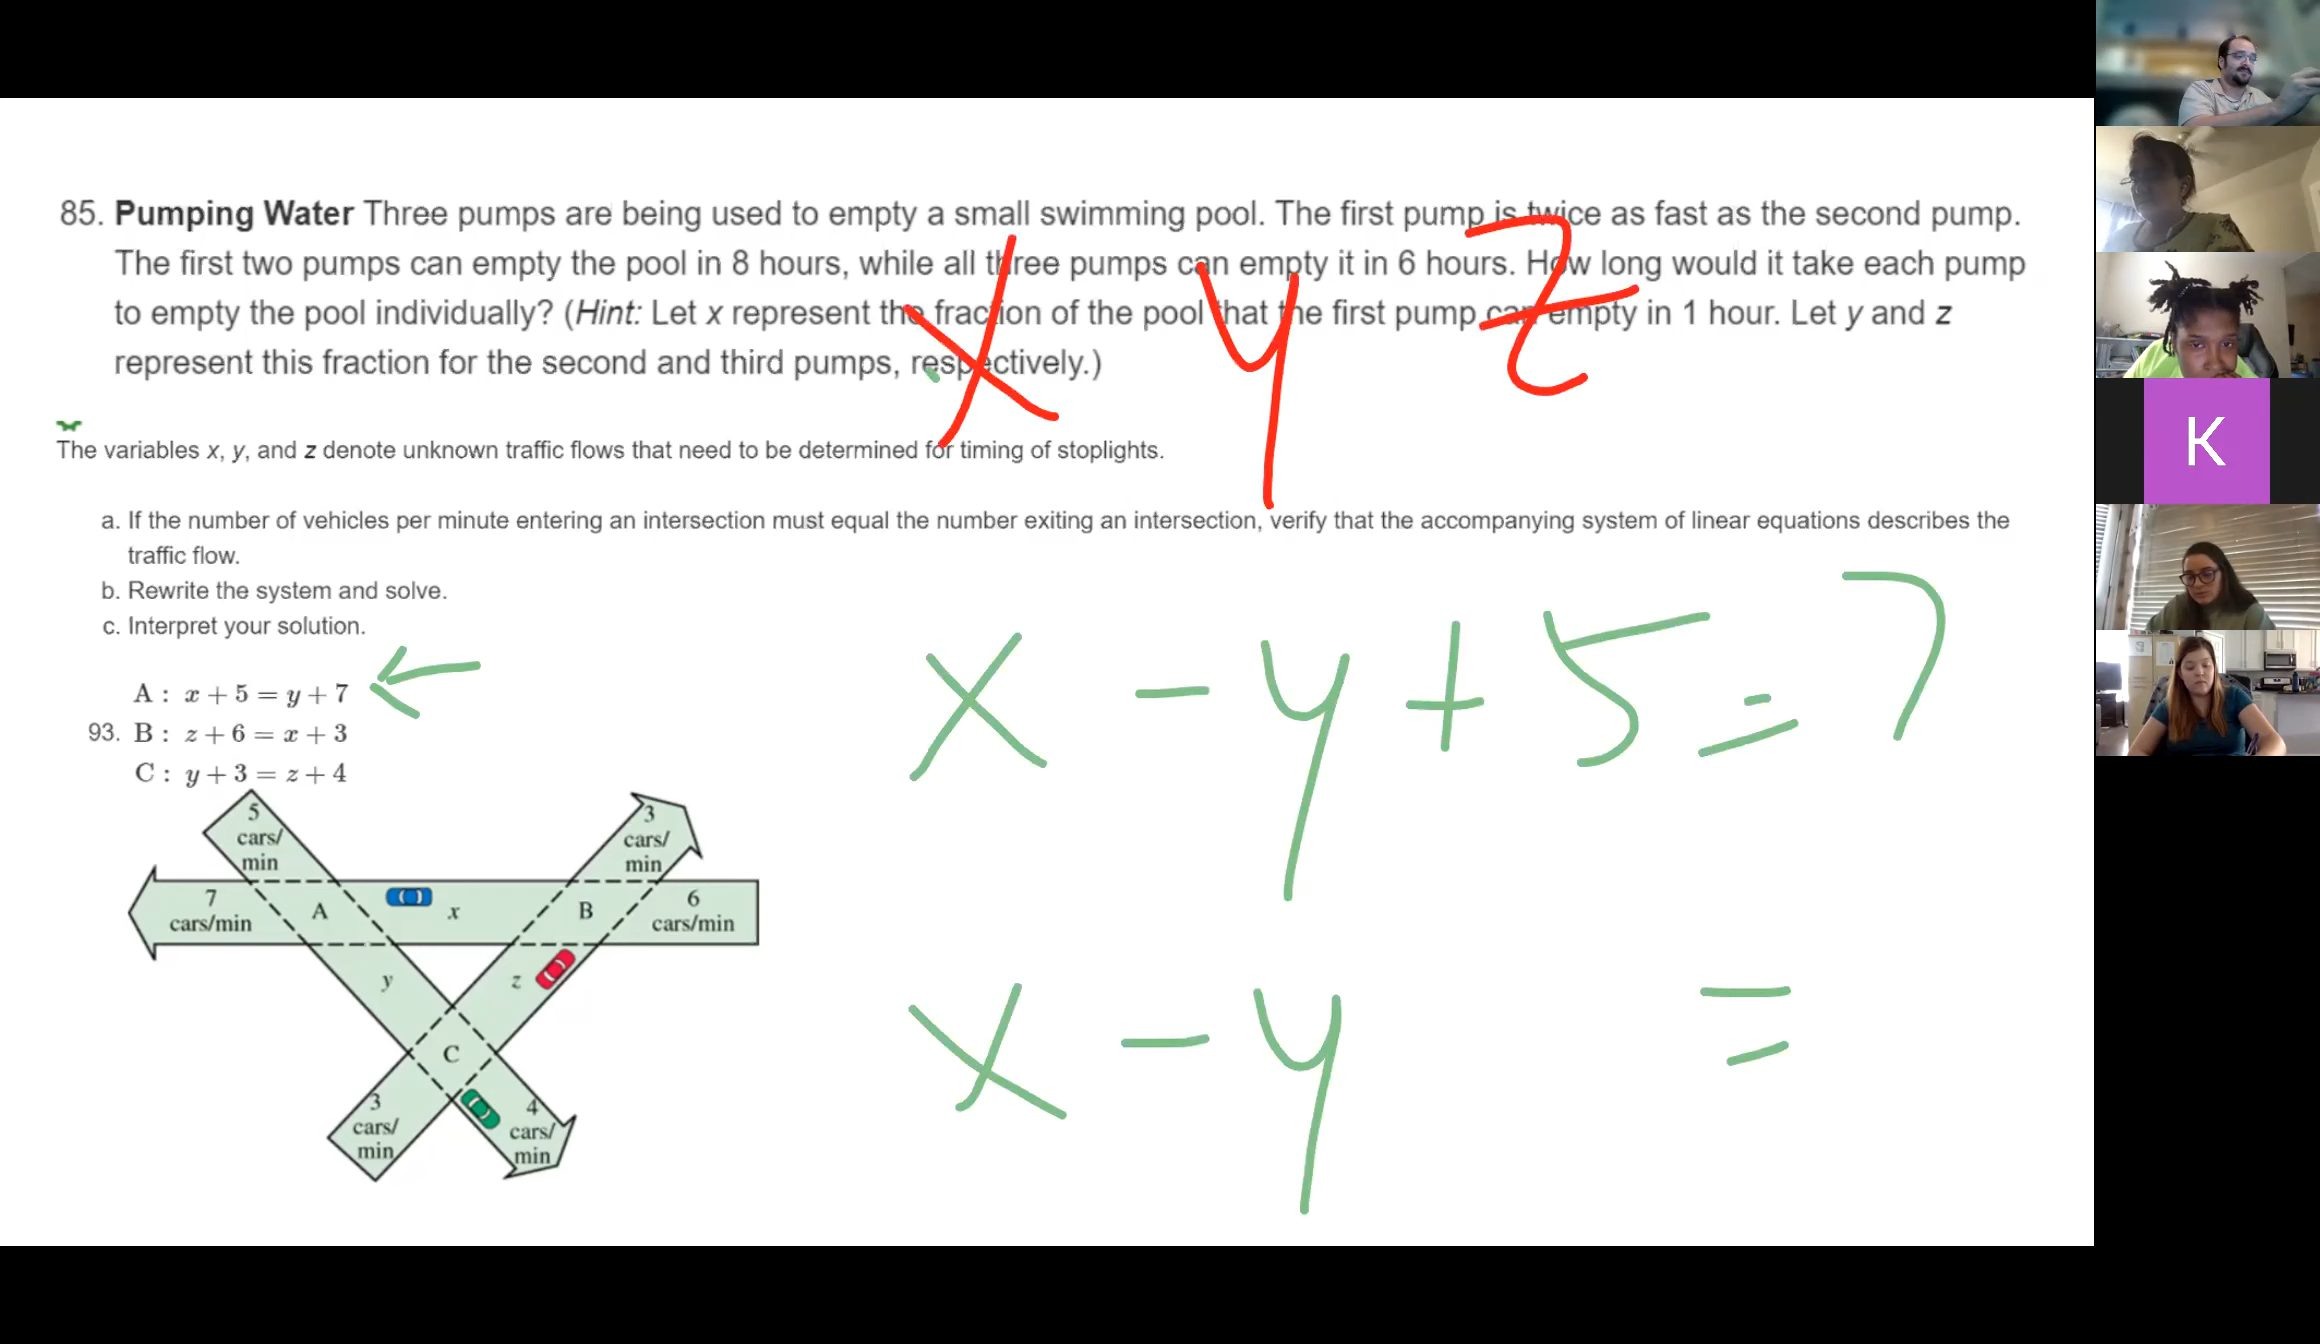 85. Pumping Water Three pumps are being used to empty a small swimming pool. The first pump is twice as fast as the second pump.
The first two pumps can empty the pool in 8 hours, while all three pumps can empty it in 6 hours. How long would it take each pump
to empty the pool individually? (Hint: Let x represent the fraction of the pool that the first pump can empty in 1 hour. Let y and z
represent this fraction for the second and third pumps, respectively.)
x y z
The variables x, y, and z denote unknown traffic flows that need to be determined for timing of stoplights.
a. If the number of vehicles per minute entering an intersection must equal the number exiting an intersection, verify that the accompanying system of linear equations describes the
traffic flow.
b. Rewrite the system and solve.
c. Interpret your solution.
A : x + 5 = y + 7
93. B : z + 6 = x + 3
C : y + 3 = z + 4
x - y + 5 = 7
x - y =
5
cars/
min
3
cars/
min
7
cars/min
A
x
B
6
cars/min
y
z
C
3
cars/
min
4
cars/
min
K